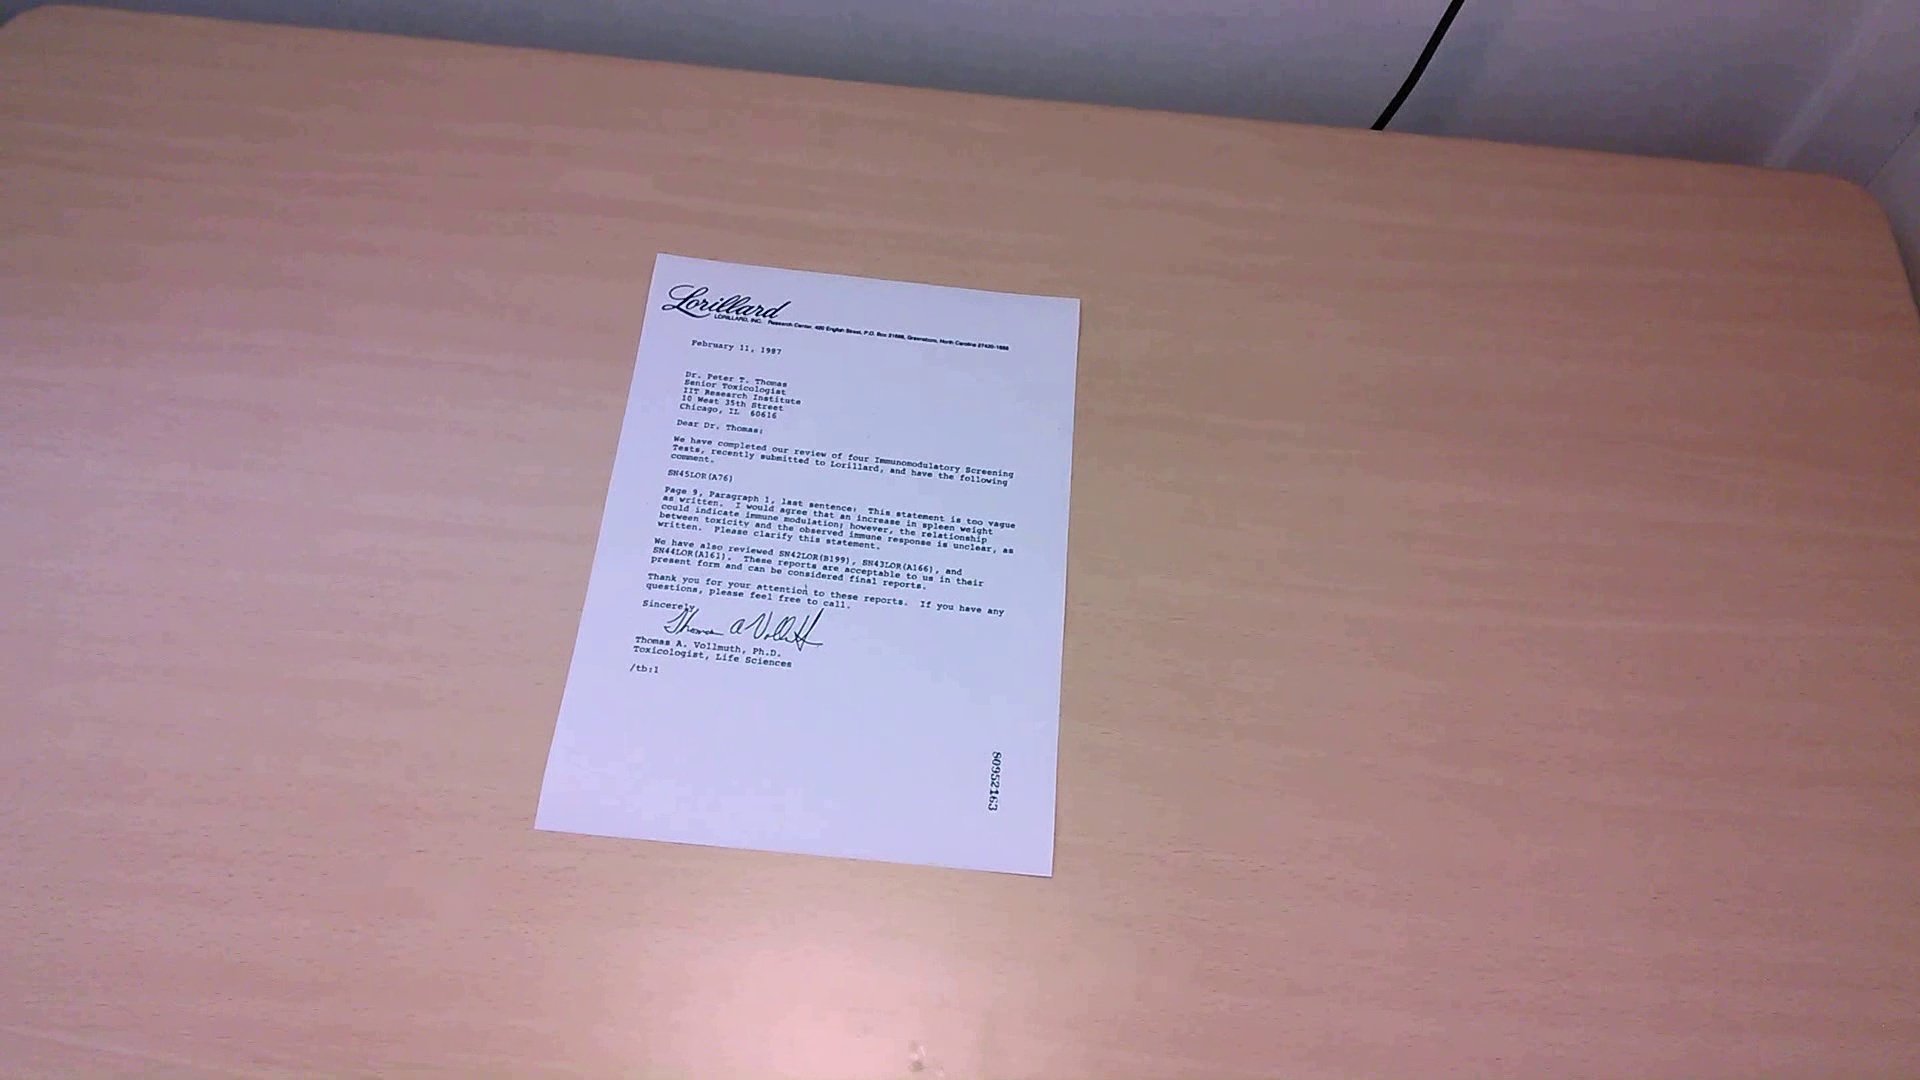 Lorillard
LORILLARD, INC. Research Center, 420 English Street, P.O. Box 21688, Greensboro, North Carolina 27420-1688
February 11, 1987
Dr. Peter T. Thomas
Senior Toxicologist
IIT Research Institute
10 West 35th Street
Chicago, IL 60616
Dear Dr. Thomas:
We have completed our review of four Immunomodulatory Screening
Tests, recently submitted to Lorillard, and have the following
comment.
SN45LOR(A76)
Page 9, Paragraph 1, last sentence: This statement is too vague
as written. I would agree that an increase in spleen weight
could indicate immune modulation; however, the relationship
between toxicity and the observed immune response is unclear, as
written. Please clarify this statement.
We have also reviewed SN42LOR(B199), SN43LOR(A166), and
SN44LOR(A161). These reports are acceptable to us in their
present form and can be considered final reports.
Thank you for your attention to these reports. If you have any
questions, please feel free to call.
Sincerely,
Thomas A Vollmuth
Thomas A. Vollmuth, Ph.D.
Toxicologist, Life Sciences
/tb:1
80952163